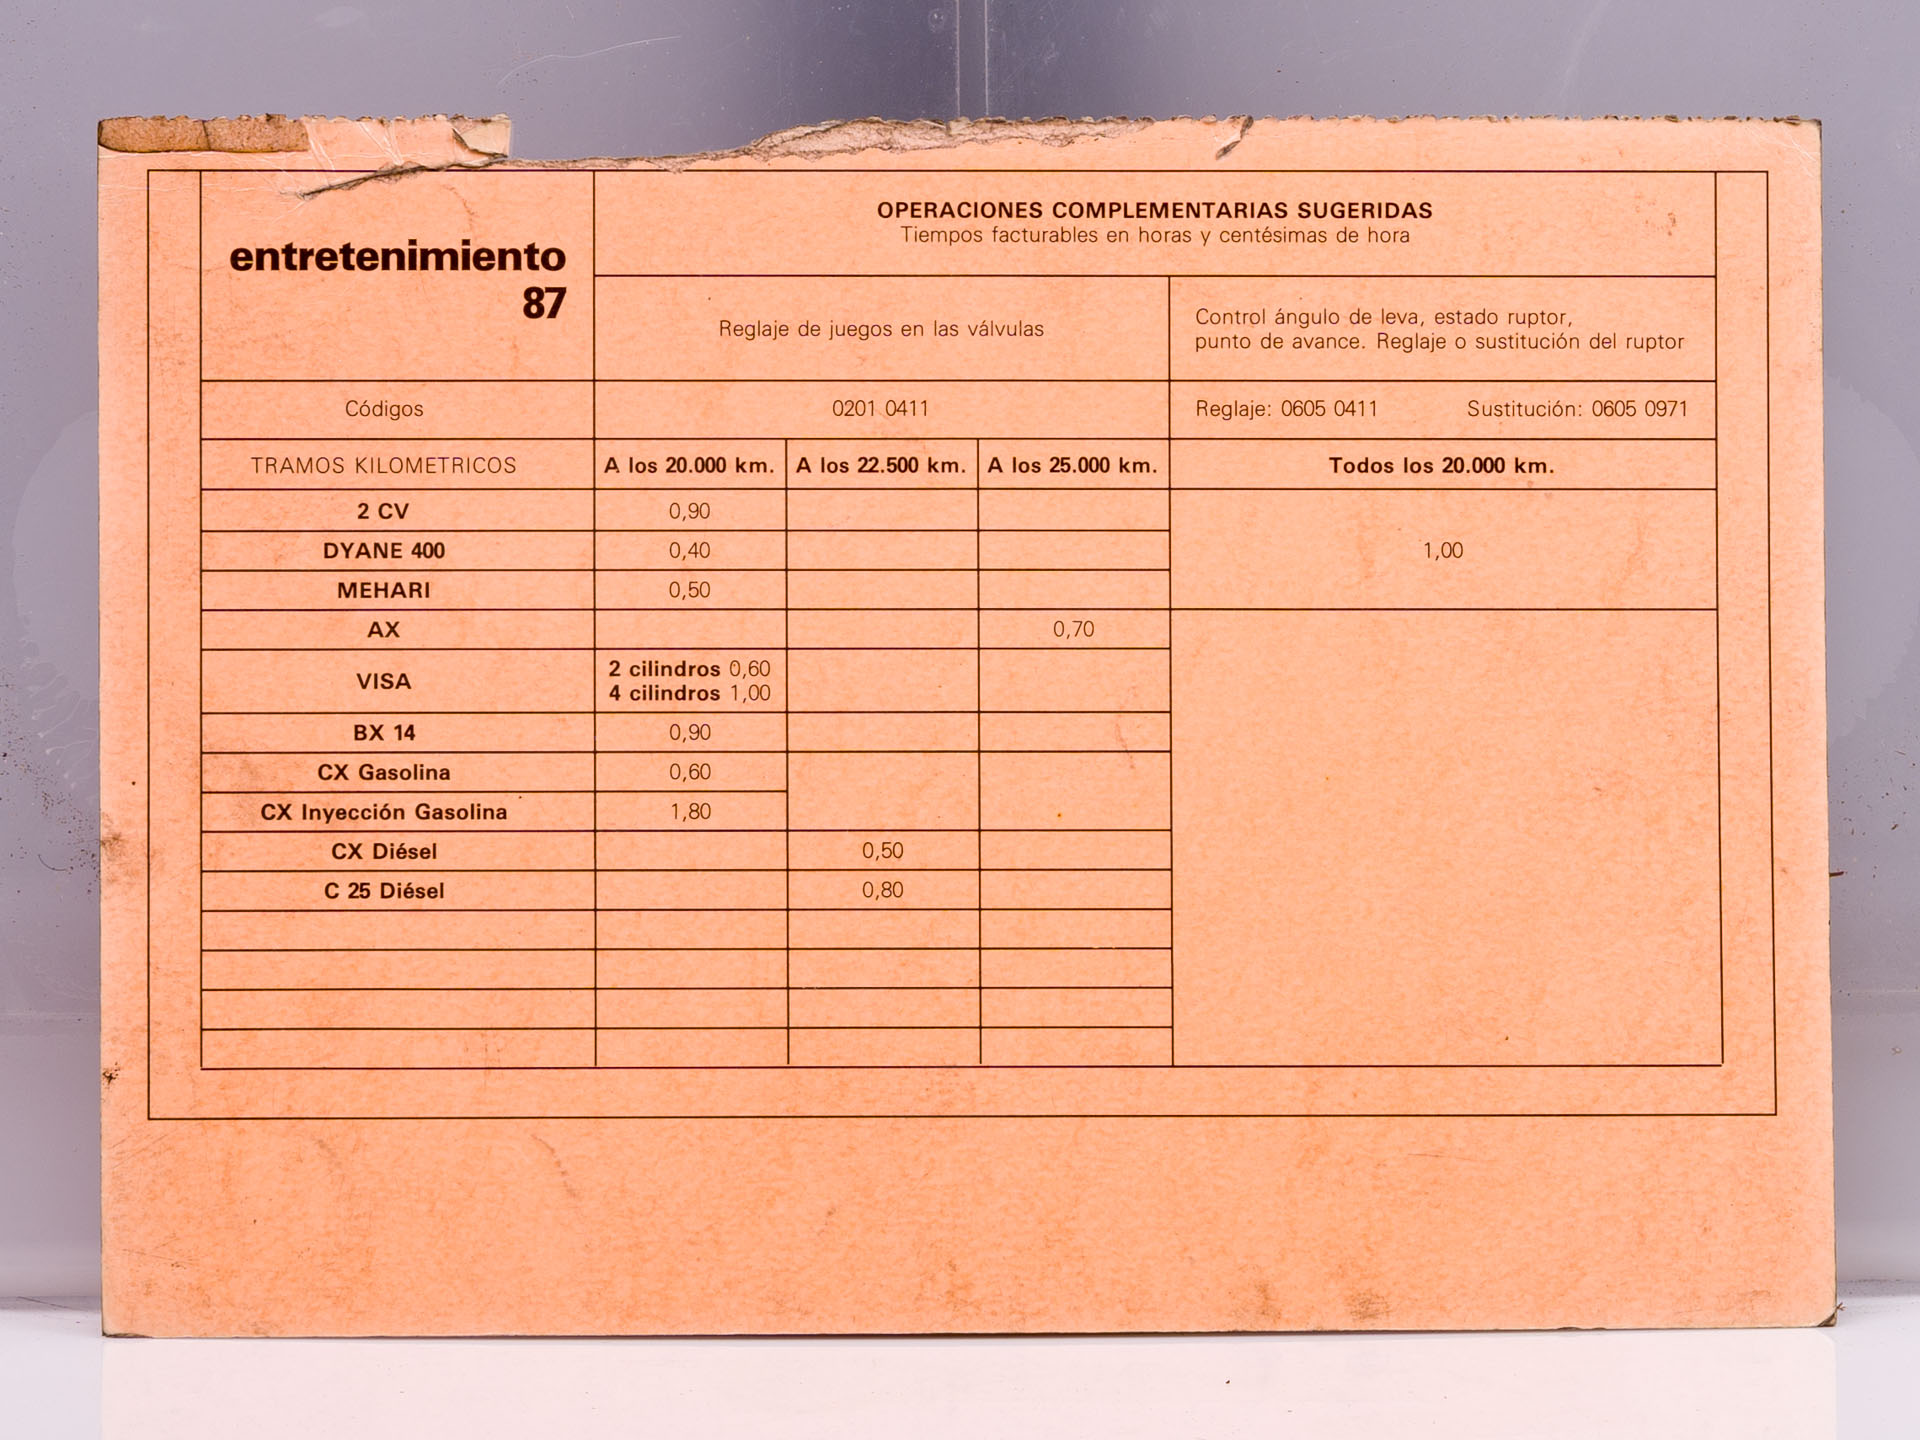 entretenimiento
87
OPERACIONES COMPLEMENTARIAS SUGERIDAS
Tiempos facturables en horas y centésimas de hora
Reglaje de juegos en las válvulas
Control ángulo de leva, estado ruptor,
punto de avance. Reglaje o sustitución del ruptor
Códigos 0201 0411 Reglaje: 0605 0411 Sustitución: 0605 0971
TRAMOS KILOMETRICOS A los 20.000 km. A los 22.500 km. A los 25.000 km. Todos los 20.000 km.
2 CV 0,90
DYANE 400 0,40 1,00
MEHARI 0,50
AX 0,70
VISA 2 cilindros 0,60
4 cilindros 1,00
BX 14 0,90
CX Gasolina 0,60
CX Inyección Gasolina 1,80
CX Diésel 0,50
C 25 Diésel 0,80